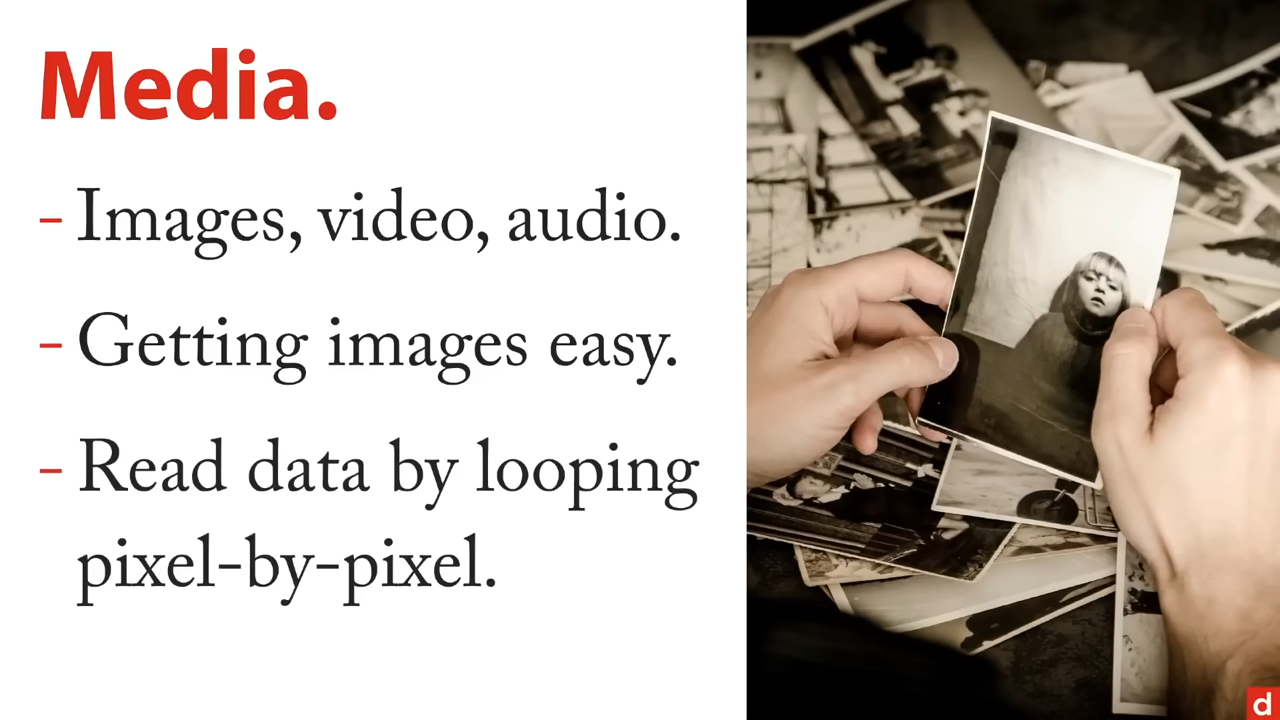 Media.
- Images, video, audio.
- Getting images easy.
- Read data by looping
pixel-by-pixel.
d